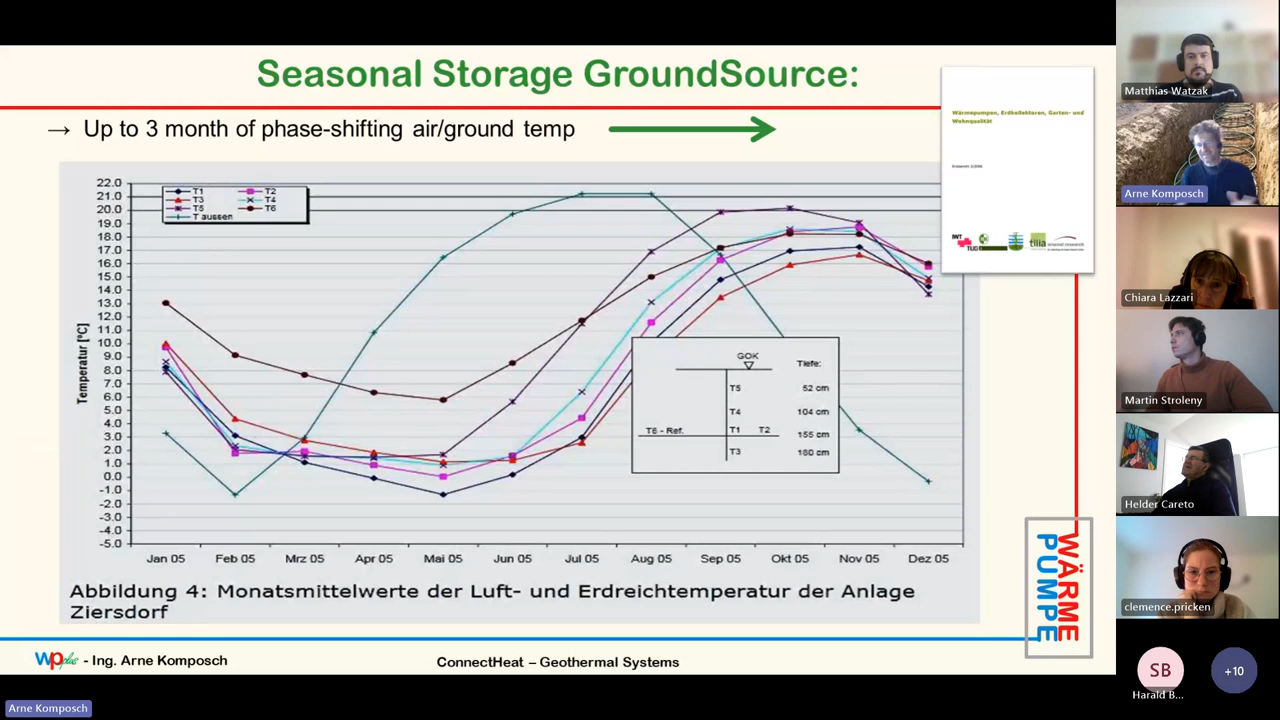 Seasonal Storage GroundSource:
→ Up to 3 month of phase-shifting air/ground temp
Wärmepumpen, Erdkollektoren, Garten- und
Wohnqualität
tilia
22.0
21.0
20.0
19.0
18.0
17.0
16.0
15.0
14.0
13.0
12.0
11.0
10.0
9.0
8.0
7.0
6.0
5.0
4.0
3.0
2.0
1.0
0.0
-1.0
-2.0
-3.0
-4.0
-5.0
Temperatur [°C]
T1 T2
T3 T4
T5 T6
T aussen
GOK Tiefe:
T5 52 cm
T4 104 cm
T6 - Ref. T1 T2 155 cm
T3 180 cm
Jan 05 Feb 05 Mrz 05 Apr 05 Mai 05 Jun 05 Jul 05 Aug 05 Sep 05 Okt 05 Nov 05 Dez 05
Abbildung 4: Monatsmittelwerte der Luft- und Erdreichtemperatur der Anlage
Ziersdorf
WÄRME
PUMPE
wp plus - Ing. Arne Komposch
ConnectHeat – Geothermal Systems
Arne Komposch
Matthias Watzak
Arne Komposch
Chiara Lazzari
Martin Stroleny
Helder Careto
clemence.pricken
SB
Harald B...
+10